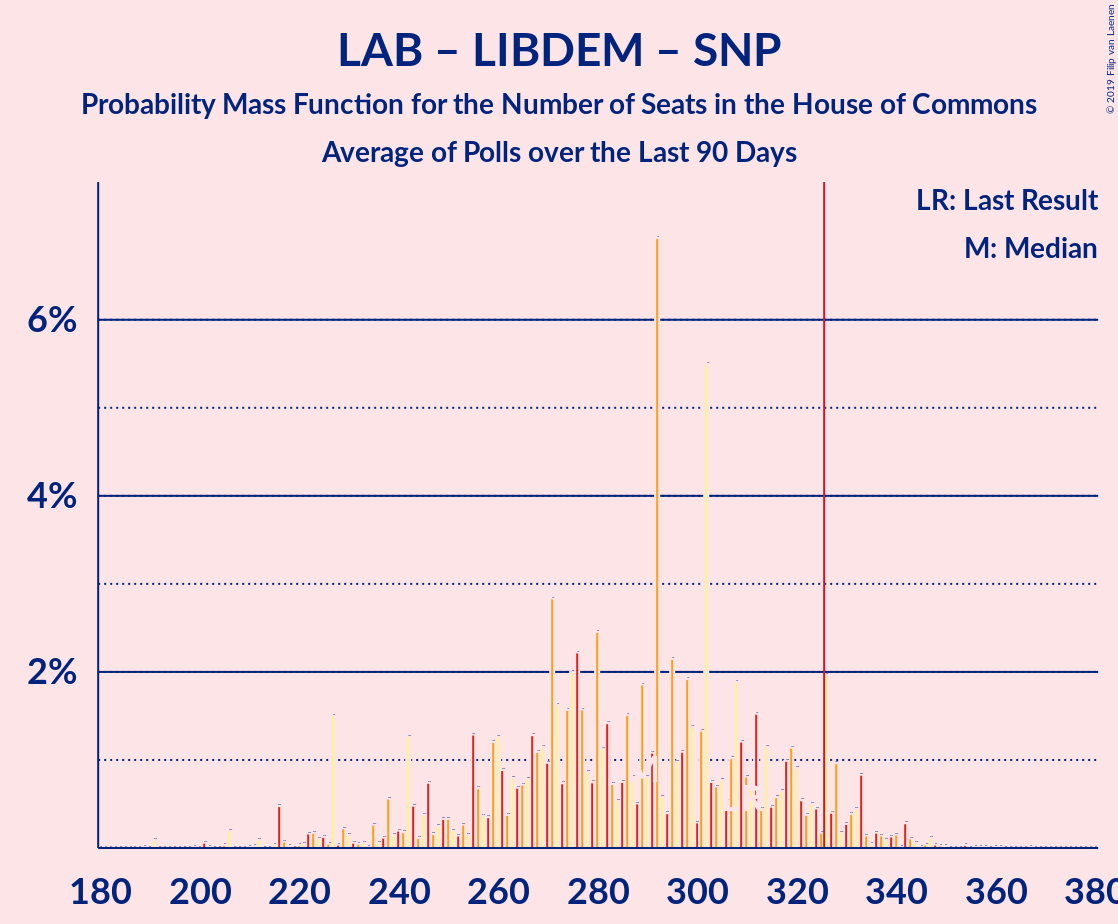 LAB – LIBDEM – SNP
Probability Mass Function for the Number of Seats in the House of Commons
Average of Polls over the Last 90 Days
© 2019 Filip van Laenen
LR: Last Result
M: Median
6%
4%
2%
180 200 220 240 260 280 300 320 340 360 380